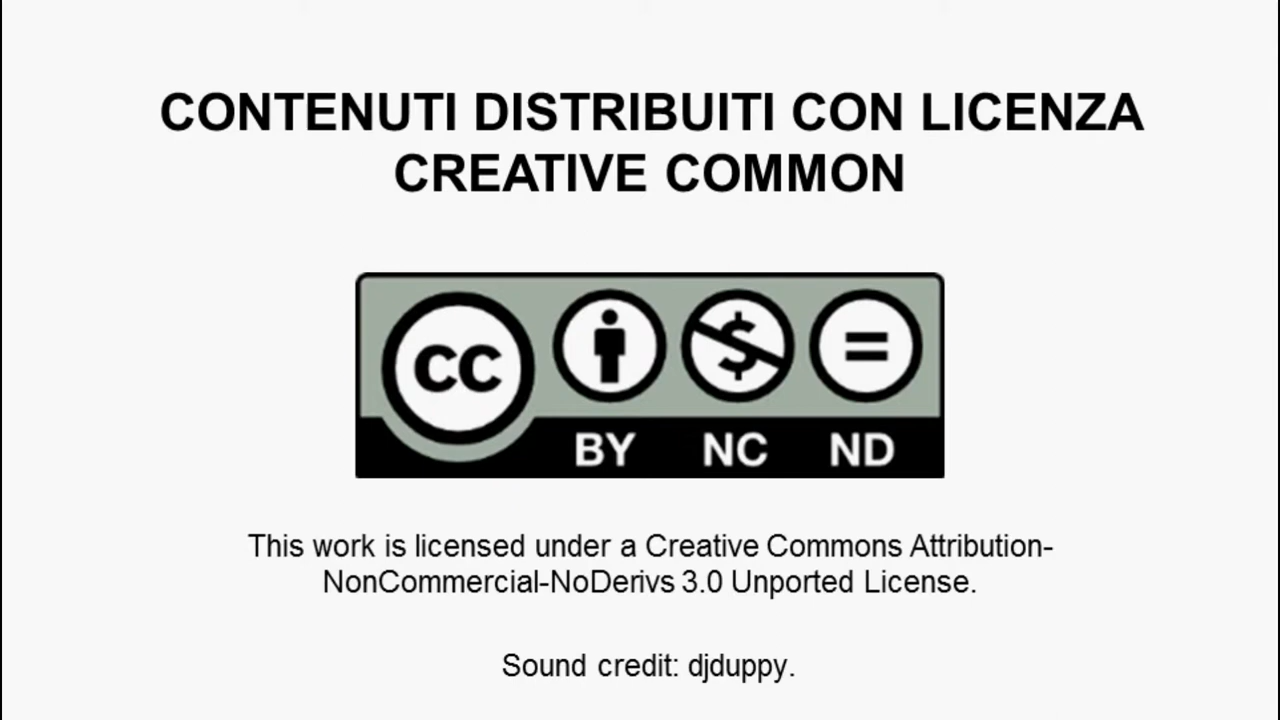 CONTENUTI DISTRIBUITI CON LICENZA
CREATIVE COMMON
CC
BY NC ND
This work is licensed under a Creative Commons Attribution-
NonCommercial-NoDerivs 3.0 Unported License.
Sound credit: djduppy.